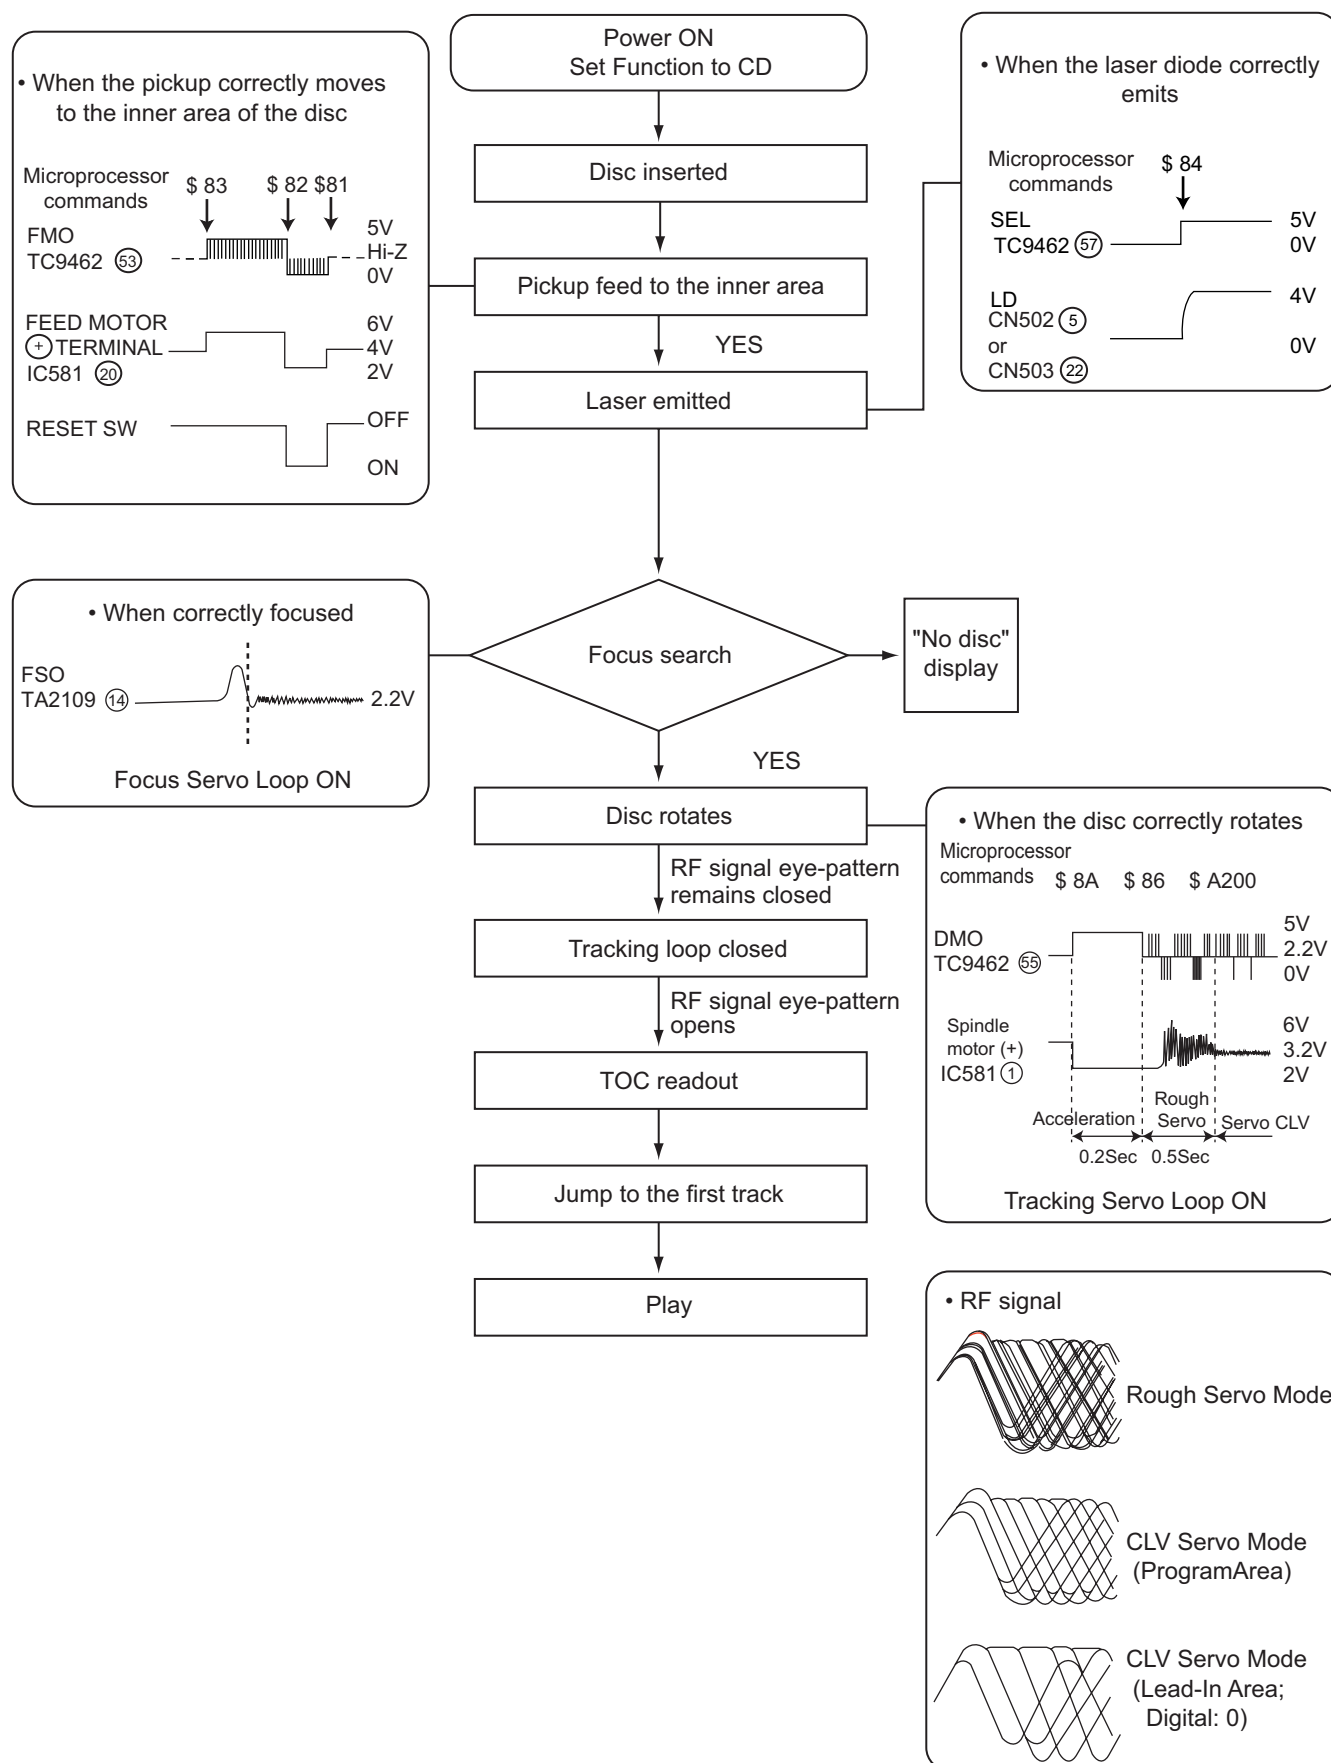 Power ON
Set Function to CD
Disc inserted
Pickup feed to the inner area
YES
Laser emitted
Focus search
"No disc"
display
YES
Disc rotates
RF signal eye-pattern
remains closed
Tracking loop closed
RF signal eye-pattern
opens
TOC readout
Jump to the first track
Play
• When the pickup correctly moves
to the inner area of the disc
Microprocessor
commands
$ 83
$ 82
$81
FMO
TC9462 53
5V
Hi-Z
0V
FEED MOTOR
+ TERMINAL
IC581 20
6V
4V
2V
RESET SW
OFF
ON
• When the laser diode correctly
emits
Microprocessor
commands
$ 84
SEL
TC9462 57
5V
0V
LD
CN502 5
or
CN503 22
4V
0V
• When correctly focused
FSO
TA2109 14
2.2V
Focus Servo Loop ON
• When the disc correctly rotates
Microprocessor
commands $ 8A $ 86 $ A200
DMO
TC9462 55
5V
2.2V
0V
Spindle
motor (+)
IC581 1
6V
3.2V
2V
Acceleration
Rough
Servo
Servo CLV
0.2Sec 0.5Sec
Tracking Servo Loop ON
• RF signal
Rough Servo Mode
CLV Servo Mode
(ProgramArea)
CLV Servo Mode
(Lead-In Area;
Digital: 0)